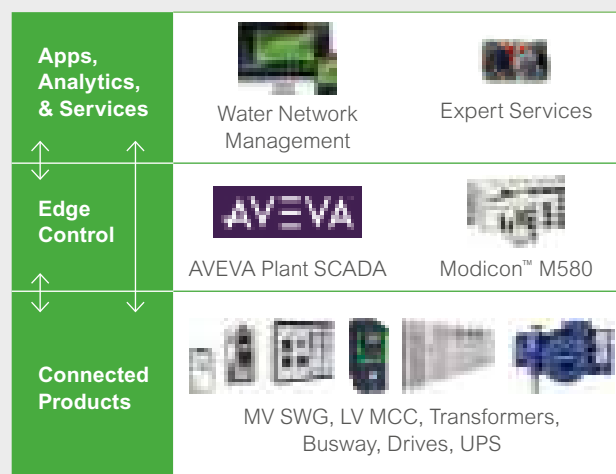 Apps,
Analytics,
& Services
Water Network
Management
Expert Services
Edge
Control
AVEVA
AVEVA Plant SCADA
Modicon™ M580
Connected
Products
MV SWG, LV MCC, Transformers,
Busway, Drives, UPS